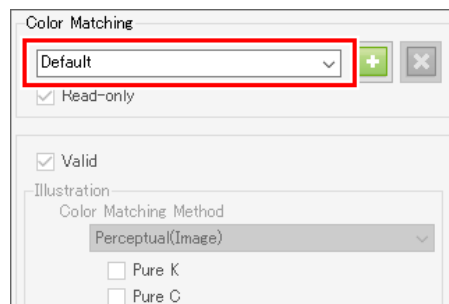 Color Matching
Default
Read-only
Valid
Illustration
Color Matching Method
Perceptual(Image)
Pure K
Pure C